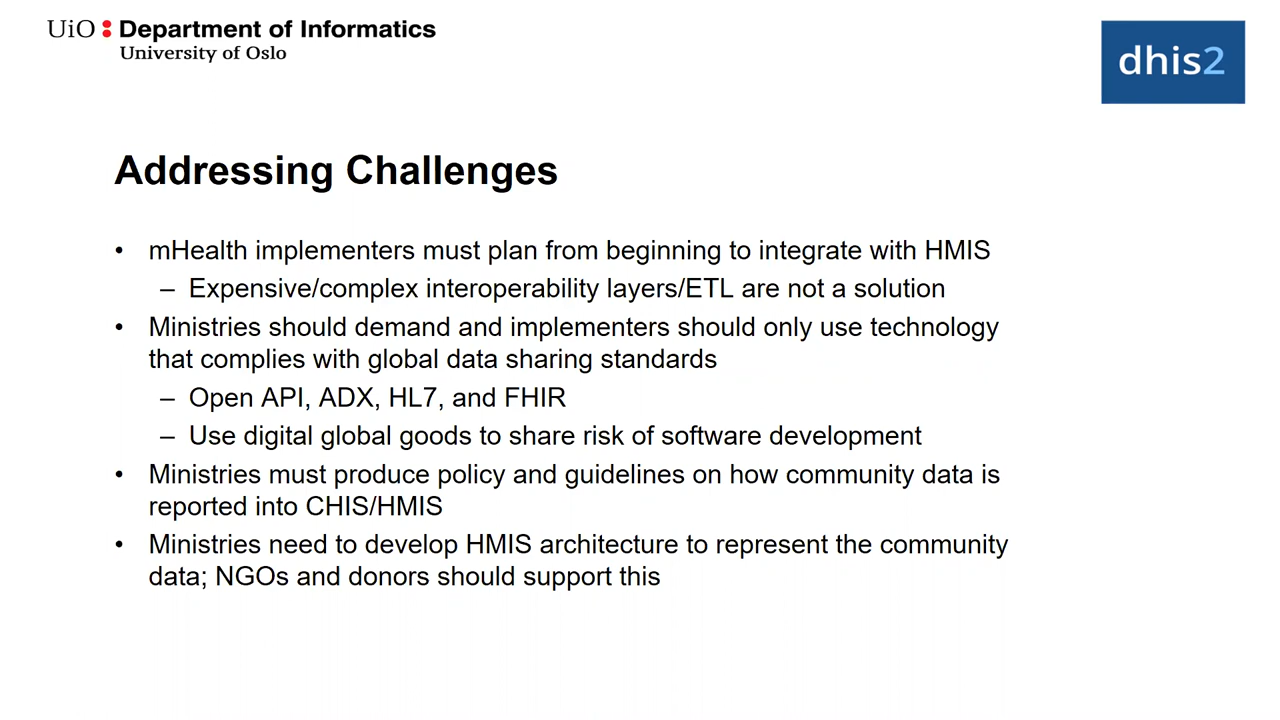 UiO : Department of Informatics
University of Oslo
dhis2
Addressing Challenges
• mHealth implementers must plan from beginning to integrate with HMIS
– Expensive/complex interoperability layers/ETL are not a solution
• Ministries should demand and implementers should only use technology
that complies with global data sharing standards
– Open API, ADX, HL7, and FHIR
– Use digital global goods to share risk of software development
• Ministries must produce policy and guidelines on how community data is
reported into CHIS/HMIS
• Ministries need to develop HMIS architecture to represent the community
data; NGOs and donors should support this